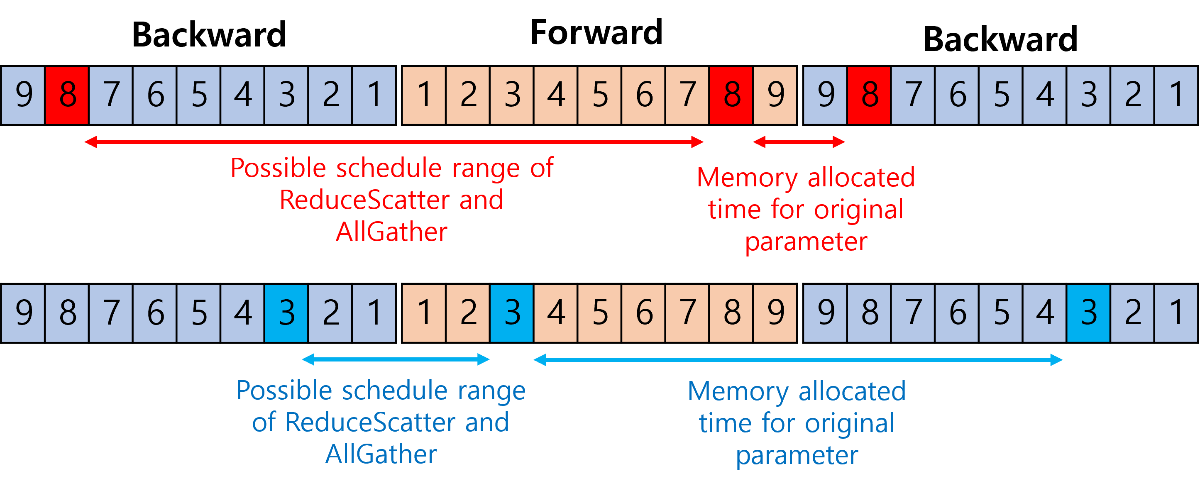 Backward Forward Backward
9 8 7 6 5 4 3 2 1 1 2 3 4 5 6 7 8 9 9 8 7 6 5 4 3 2 1
Possible schedule range of
ReduceScatter and
AllGather
Memory allocated
time for original
parameter
9 8 7 6 5 4 3 2 1 1 2 3 4 5 6 7 8 9 9 8 7 6 5 4 3 2 1
Possible schedule range
of ReduceScatter and
AllGather
Memory allocated
time for original
parameter